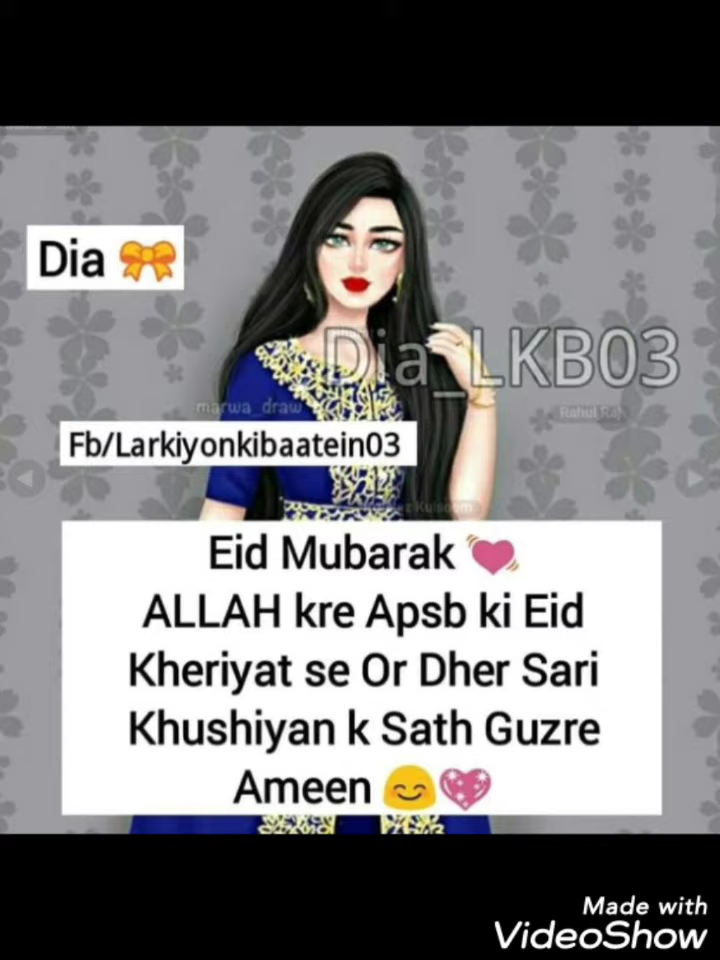 Dia 🎀
Dia_LKB03
marwa_draw
Rahul Raj
Fb/Larkiyonkibaatein03
Kulsoom
Eid Mubarak 💓
ALLAH kre Apsb ki Eid
Kheriyat se Or Dher Sari
Khushiyan k Sath Guzre
Ameen 😊💖
Made with
VideoShow